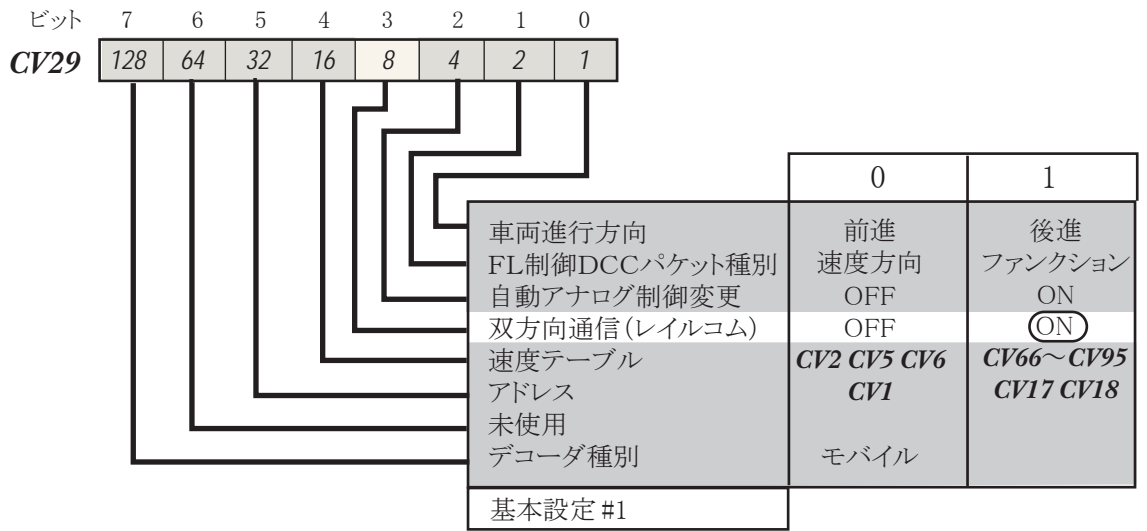 ビット 7 6 5 4 3 2 1 0
CV29 128 64 32 16 8 4 2 1
0 1
車両進行方向 前進 後進
FL制御DCCパケット種別 速度方向 ファンクション
自動アナログ制御変更 OFF ON
双方向通信(レイルコム) OFF ON
速度テーブル CV2 CV5 CV6 CV66〜CV95
アドレス CV1 CV17 CV18
未使用
デコーダ種別 モバイル
基本設定 #1